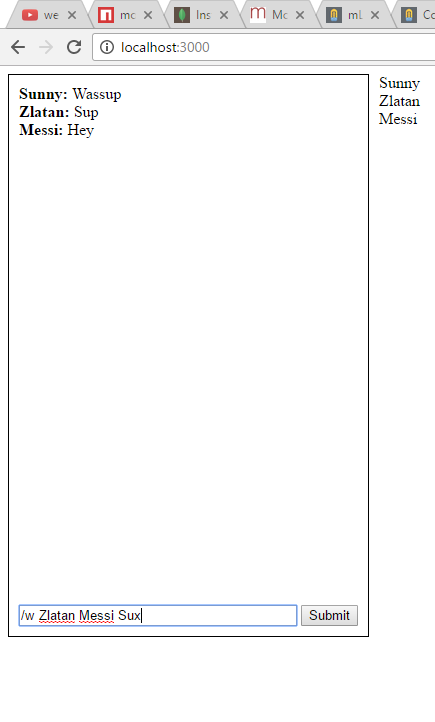 we mc Ins Mc mL Co
localhost:3000
Sunny: Wassup
Zlatan: Sup
Messi: Hey
Sunny
Zlatan
Messi
/w Zlatan Messi Sux
Submit